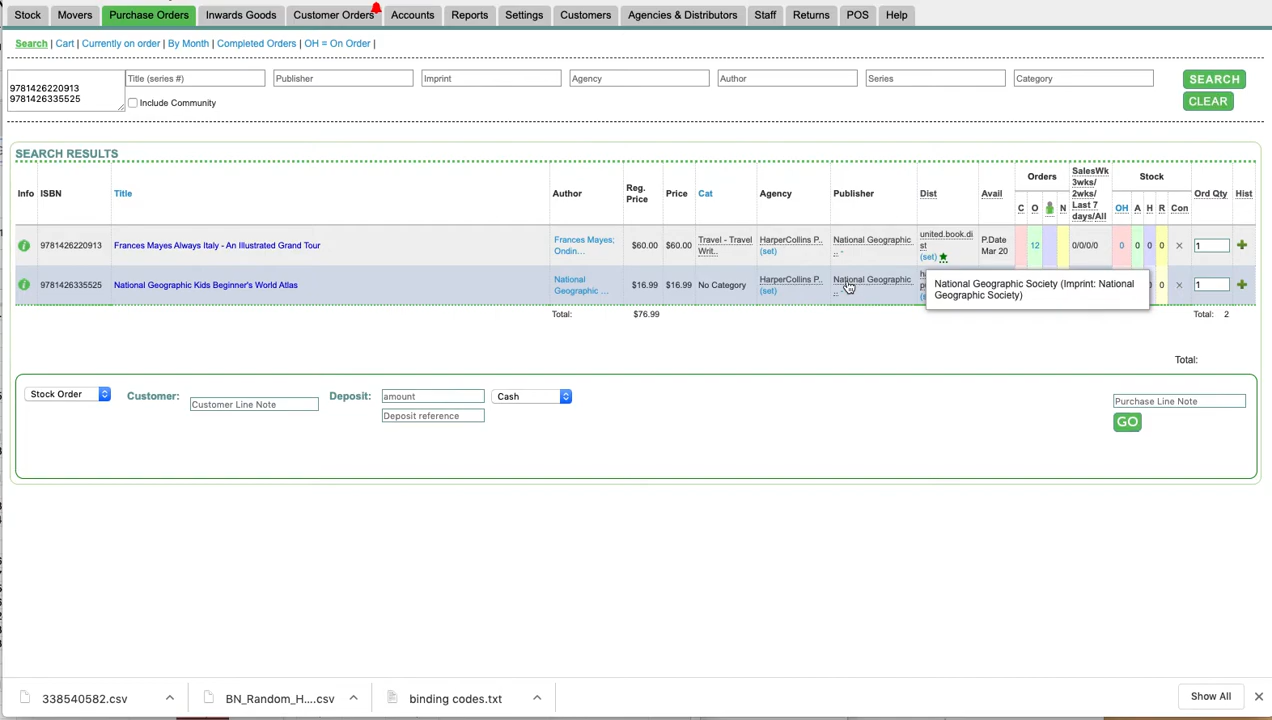 Stock Movers Purchase Orders Inwards Goods Customer Orders Accounts Reports Settings Customers Agencies & Distributors Staff Returns POS Help
Search | Cart | Currently on order | By Month | Completed Orders | OH = On Order |
9781426220913
9781426335525
Title (series #) Publisher Imprint Agency Author Series Category
Include Community
SEARCH
CLEAR
SEARCH RESULTS
Info ISBN Title Author Reg. Price Price Cat Agency Publisher Dist Avail Orders C O N SalesWk 3wks/ 2wks/ Last 7 days/All Stock OH A H R Con Ord Qty Hist
9781426220913 Frances Mayes Always Italy - An Illustrated Grand Tour Frances Mayes; Ondin... $60.00 $60.00 Travel - Travel Writ.. HarperCollins P.. (set) National Geographic .. - united.book.di st (set) P.Date Mar 20 12 0/0/0/0 0 0 0 0 × 1
9781426335525 National Geographic Kids Beginner's World Atlas National Geographic ... $16.99 $16.99 No Category HarperCollins P.. (set) National Geographic .. 0 × 1
National Geographic Society (Imprint: National
Geographic Society)
Total: $76.99 Total: 2
Total:
Stock Order Customer: Customer Line Note Deposit: amount Cash
Deposit reference
Purchase Line Note
GO
338540582.csv BN_Random_H....csv binding codes.txt Show All